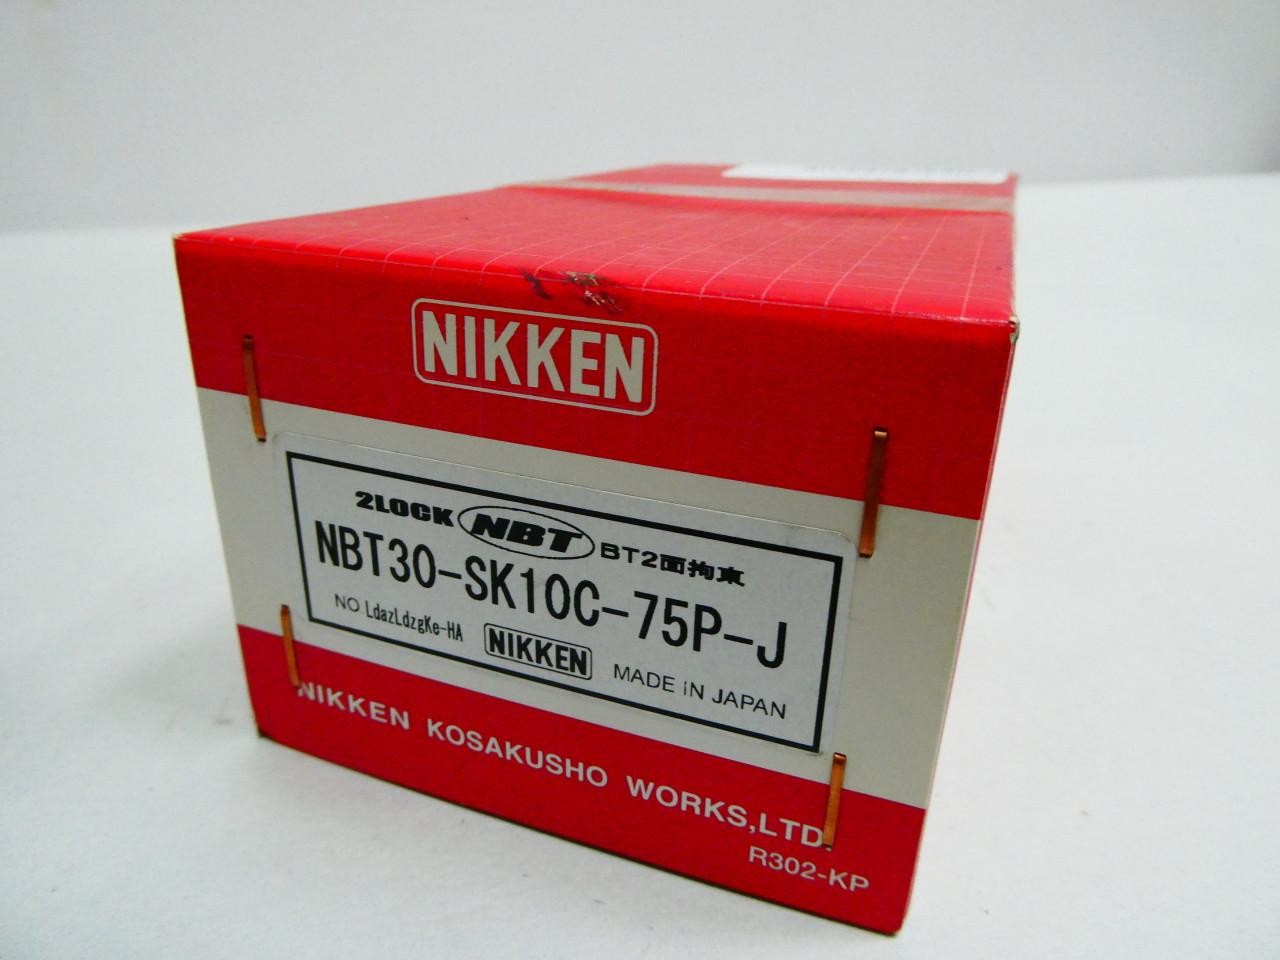 NIKKEN
2LOCK NBT BT2面拘束
NBT30-SK10C-75P-J
NO LdazLdzgKe-HA NIKKEN MADE iN JAPAN
NIKKEN KOSAKUSHO WORKS,LTD.
R302-KP